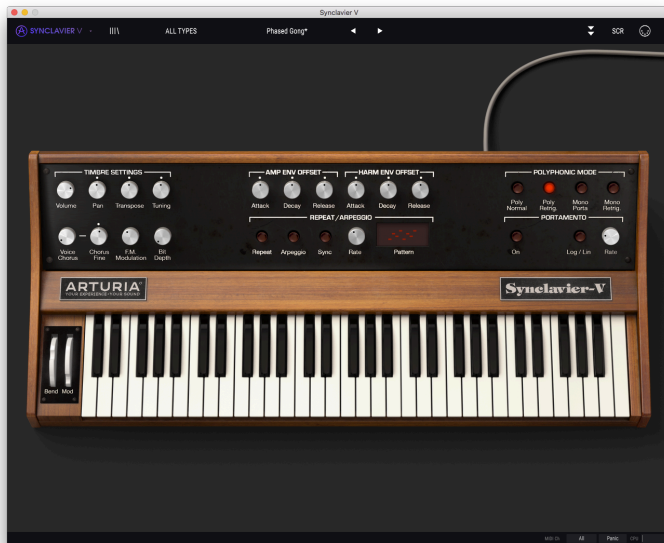 Synclavier V
SYNCLAVIER V ALL TYPES Phased Gong* SCR
TIMBRE SETTINGS AMP ENV OFFSET HARM ENV OFFSET POLYPHONIC MODE
Volume Pan Transpose Tuning Attack Decay Release Attack Decay Release Poly Normal Poly Retrig. Mono Porta Mono Retrig.
REPEAT/ARPEGGIO PORTAMENTO
Voice Chorus Chorus Fine F.M. Modulation Bit Depth Repeat Arpeggio Sync Rate Pattern On Log / Lin Rate
ARTURIA
YOUR EXPERIENCE • YOUR SOUND
Synclavier-V
Bend Mod
Midi Ch All Panic CPU